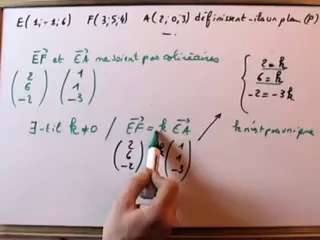 E(1;-1;6) F(3;5;4) A(2,0,3) définissent-ils un plan (P)
EF et EA ne soient pas colinéaires
(2 6 -2) (1 1 -3)
2 = k
6 = k
-2 = -3k
∃-t-il k ≠ 0 / EF = k EA
k n'est pas unique
(2 6 -2) k (1 1 -3)